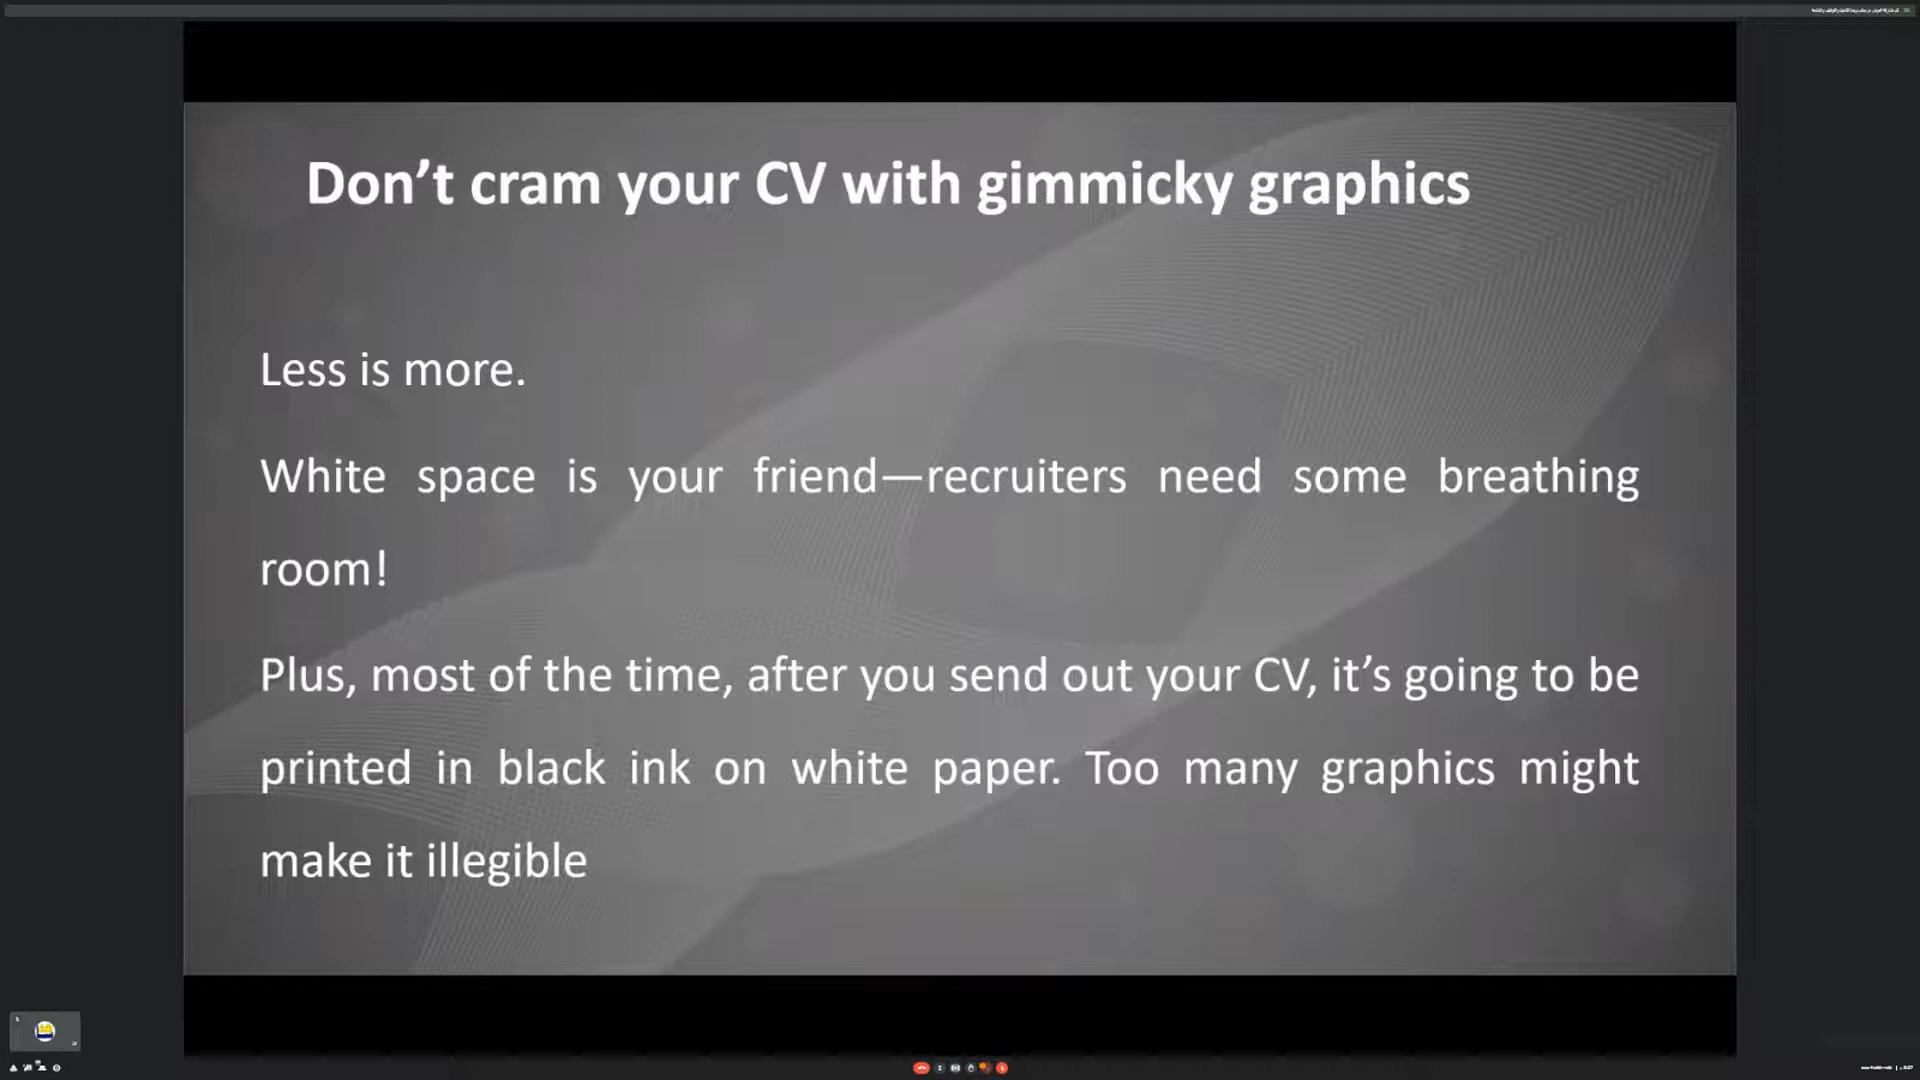 Don’t cram your CV with gimmicky graphics
Less is more.
White space is your friend—recruiters need some breathing
room!
Plus, most of the time, after you send out your CV, it’s going to be
printed in black ink on white paper. Too many graphics might
make it illegible